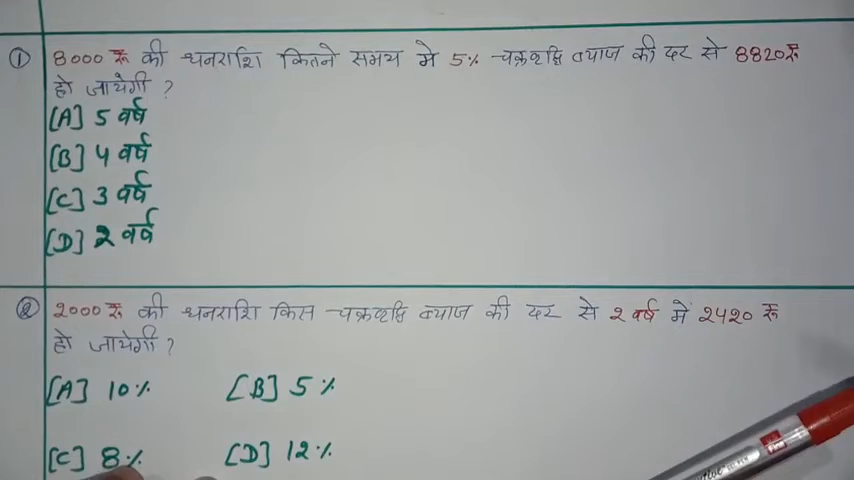 ① 8000 रू की धनराशि कितने समय मे 5% चक्रवृद्वि ब्याज की दर से 8820रू
हो जायेगी ?
[A] 5 वर्ष
[B] 4 वर्ष
[C] 3 वर्ष
[D] 2 वर्ष
② 2000 रू की धनराशि किस चक्रवृद्वि ब्याज की दर से 2 वर्ष में 2420 रू
हो जायेगी ?
[A] 10% [B] 5%
[C] 8% [D] 12%